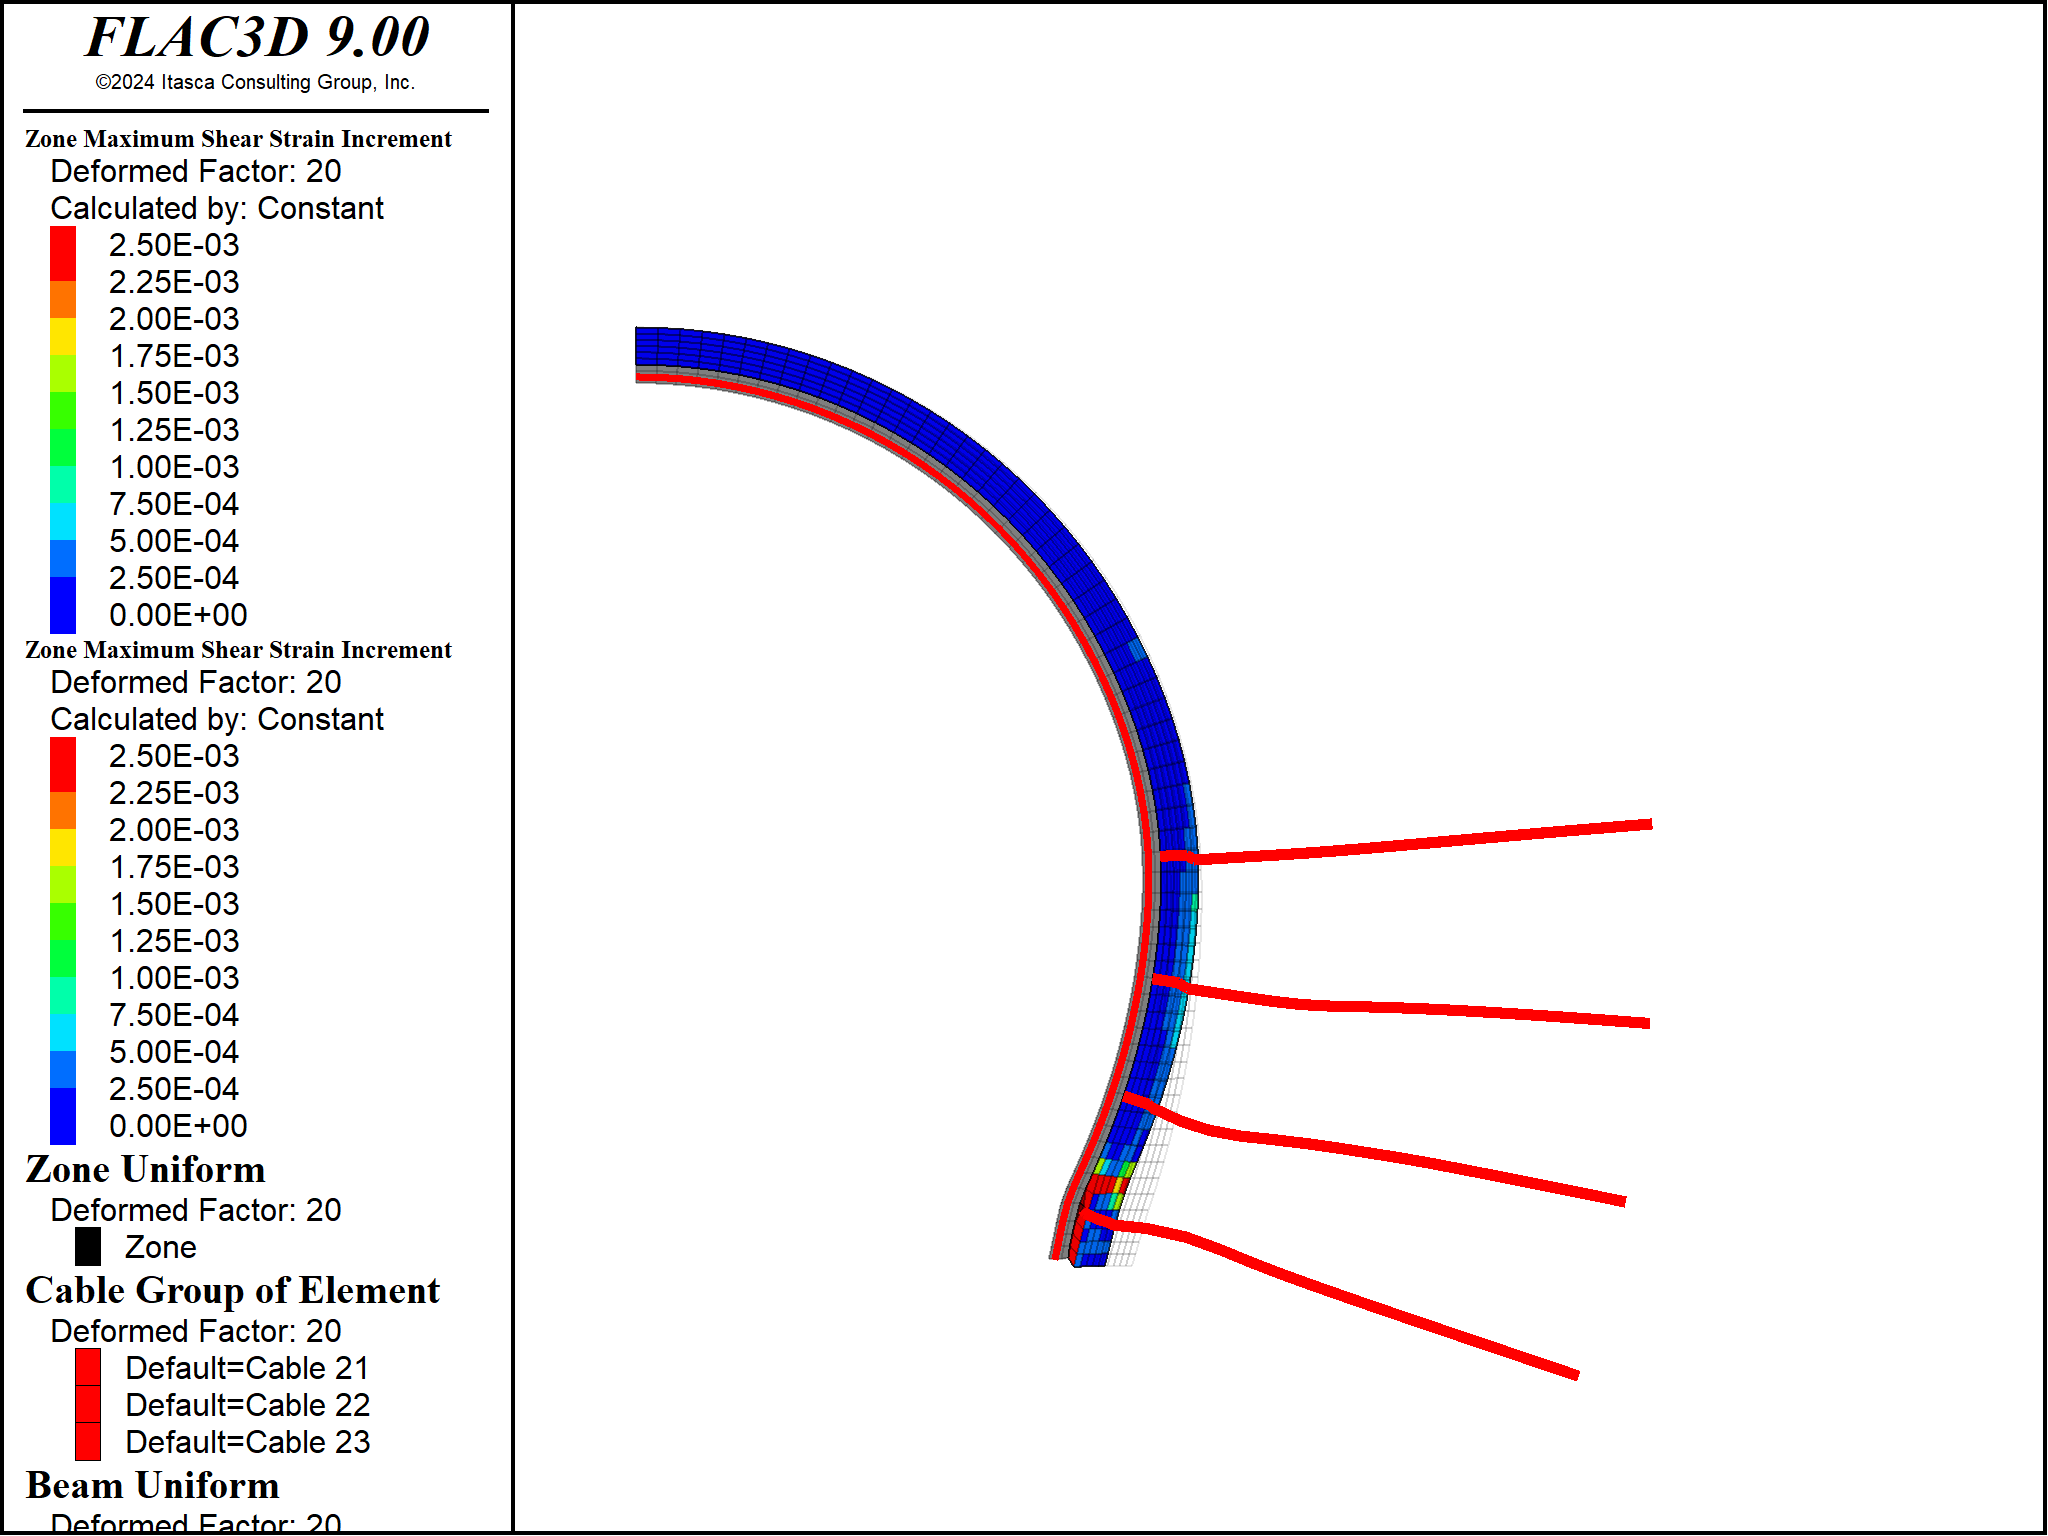 FLAC3D 9.00
©2024 Itasca Consulting Group, Inc.
Zone Maximum Shear Strain Increment
Deformed Factor: 20
Calculated by: Constant
2.50E-03
2.25E-03
2.00E-03
1.75E-03
1.50E-03
1.25E-03
1.00E-03
7.50E-04
5.00E-04
2.50E-04
0.00E+00
Zone Maximum Shear Strain Increment
Deformed Factor: 20
Calculated by: Constant
2.50E-03
2.25E-03
2.00E-03
1.75E-03
1.50E-03
1.25E-03
1.00E-03
7.50E-04
5.00E-04
2.50E-04
0.00E+00
Zone Uniform
Deformed Factor: 20
Zone
Cable Group of Element
Deformed Factor: 20
Default=Cable 21
Default=Cable 22
Default=Cable 23
Beam Uniform
Deformed Factor: 20